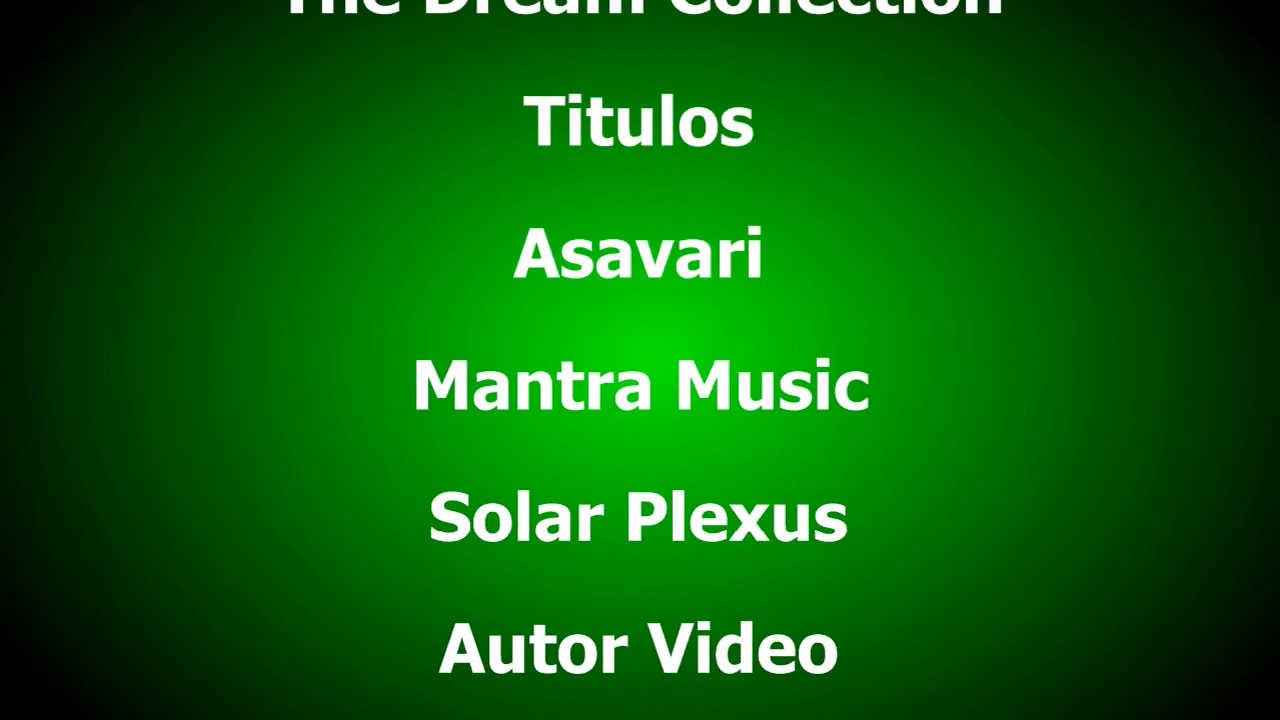 The Dream Collection
Titulos
Asavari
Mantra Music
Solar Plexus
Autor Video